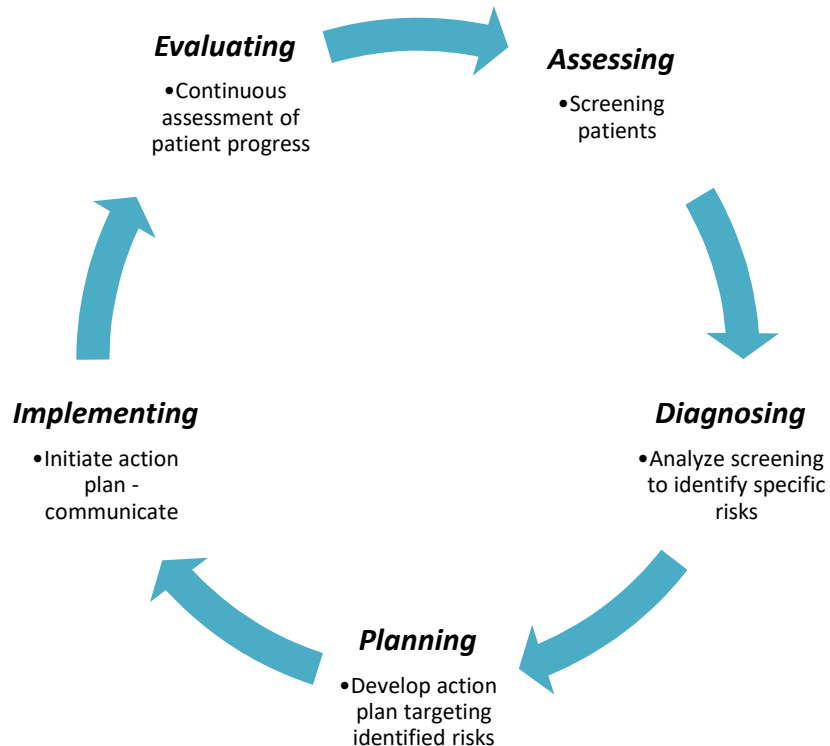 Evaluating
•Continuous
assessment of
patient progress
Assessing
•Screening
patients
Diagnosing
•Analyze screening
to identify specific
risks
Planning
•Develop action
plan targeting
identified risks
Implementing
•Initiate action
plan -
communicate